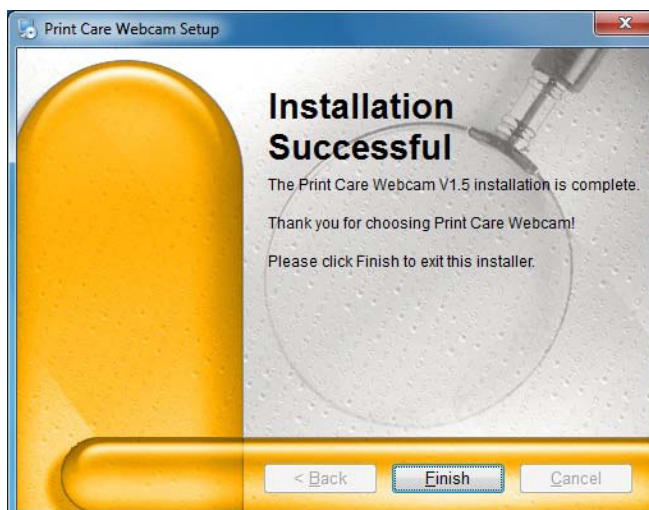 Print Care Webcam Setup
Installation
Successful
The Print Care Webcam V1.5 installation is complete.
Thank you for choosing Print Care Webcam!
Please click Finish to exit this installer.
< Back Finish Cancel